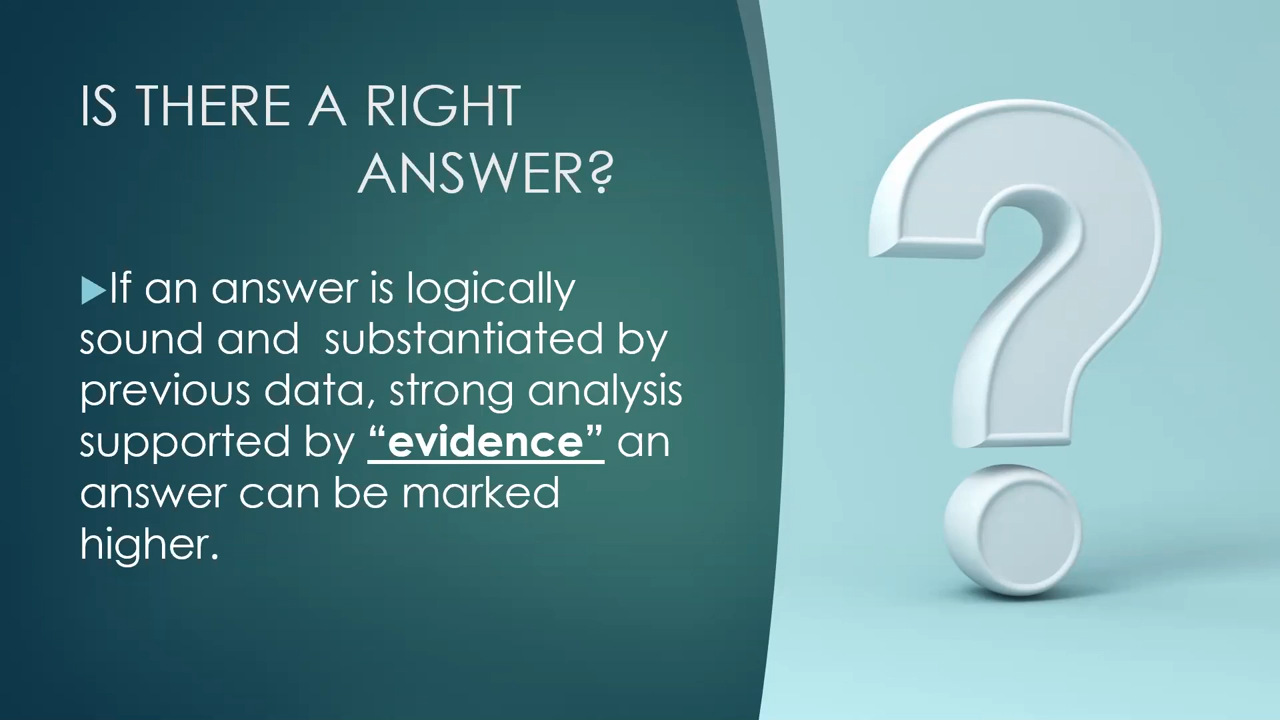 IS THERE A RIGHT
ANSWER?
If an answer is logically
sound and  substantiated by
previous data, strong analysis
supported by “evidence” an
answer can be marked
higher.